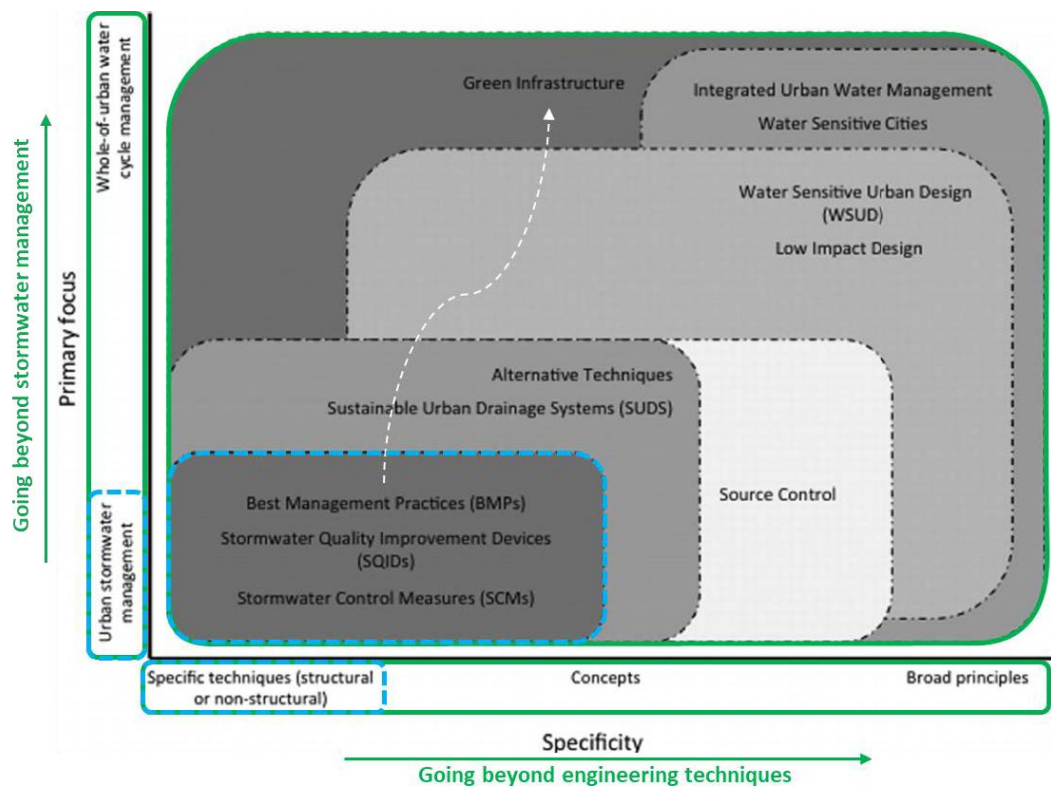 Going beyond stormwater management
Primary focus
Whole-of-urban water
cycle management
Urban stormwater
management
Green Infrastructure
Integrated Urban Water Management
Water Sensitive Cities
Water Sensitive Urban Design
(WSUD)
Low Impact Design
Alternative Techniques
Sustainable Urban Drainage Systems (SUDS)
Source Control
Best Management Practices (BMPs)
Stormwater Quality Improvement Devices
(SQIDs)
Stormwater Control Measures (SCMs)
Specific techniques (structural
or non-structural)
Concepts
Broad principles
Specificity
Going beyond engineering techniques